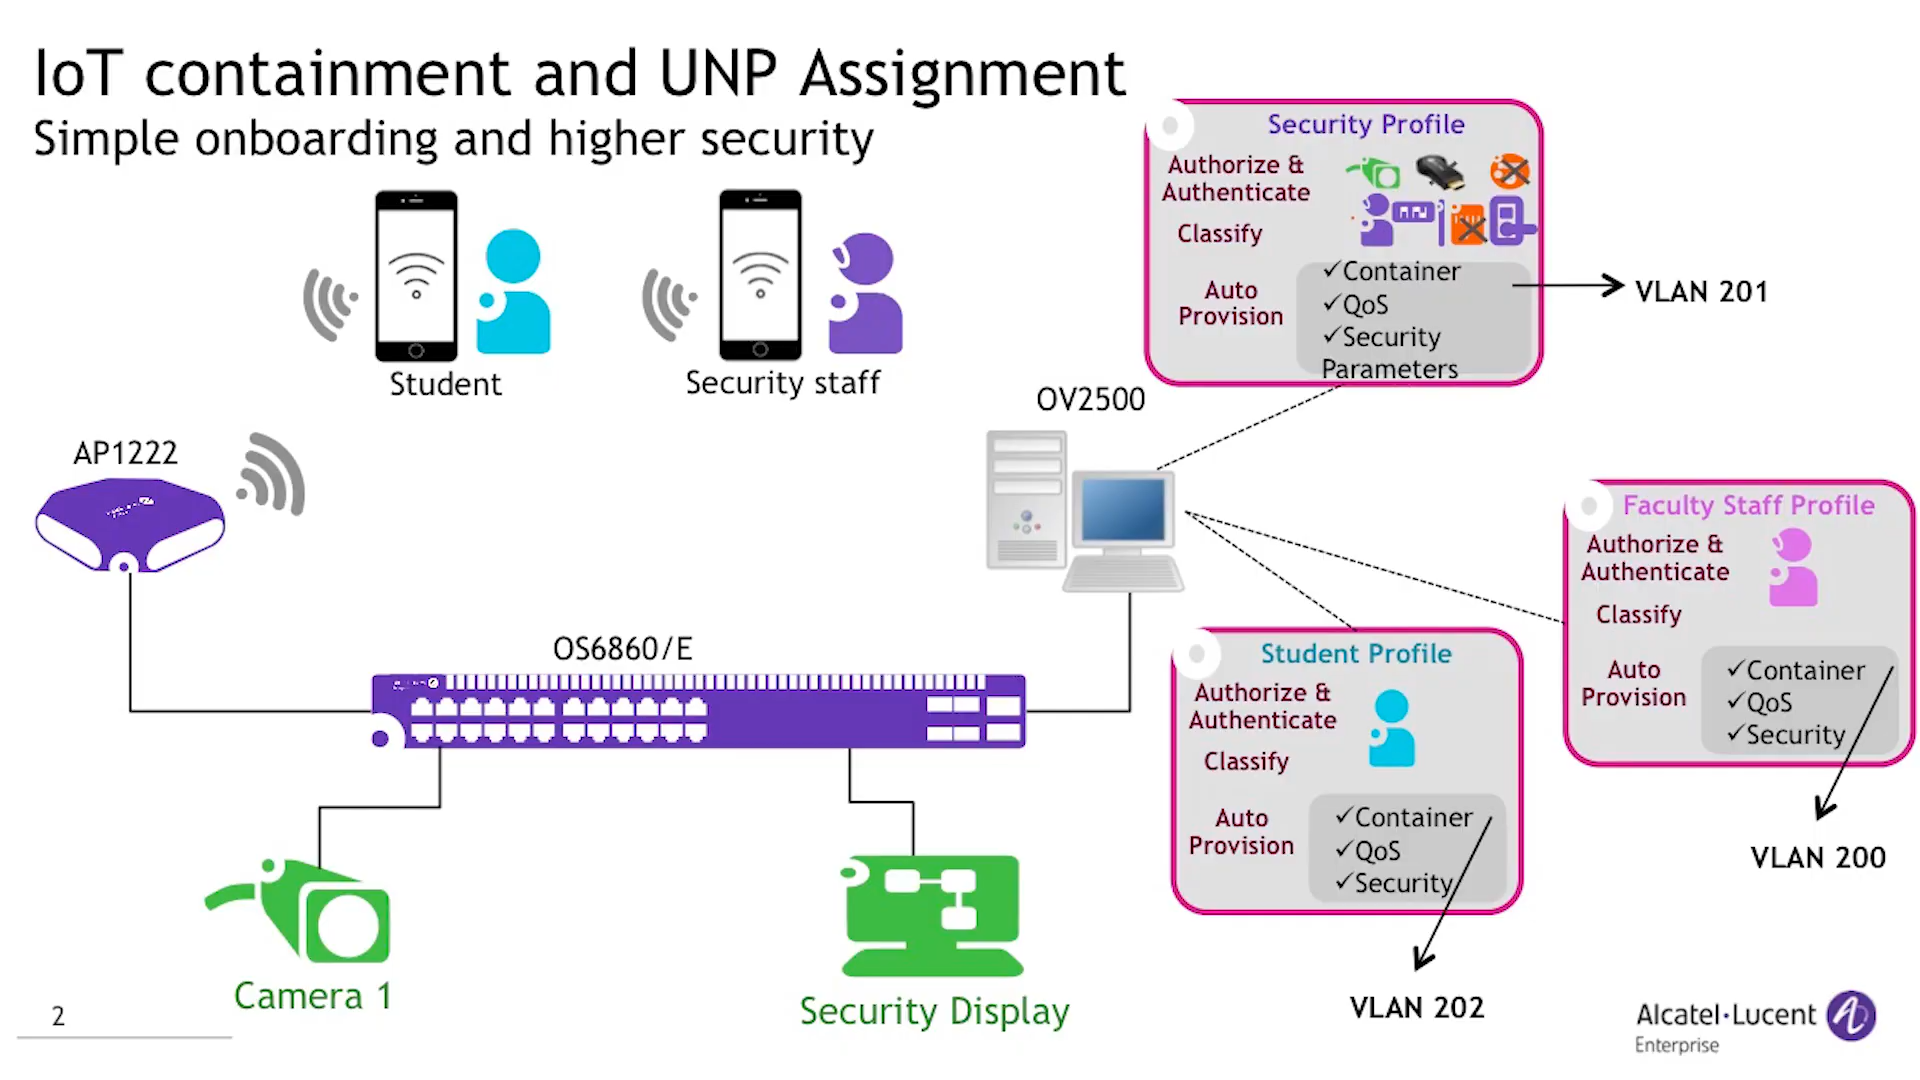 IoT containment and UNP Assignment
Simple onboarding and higher security
Student
Security staff
AP1222
OS6860/E
OV2500
Camera 1
Security Display
Security Profile
Authorize &
Authenticate
Classify
Auto
Provision
✓Container
✓QoS
✓Security
Parameters
VLAN 201
Faculty Staff Profile
Authorize &
Authenticate
Classify
Auto
Provision
✓Container
✓QoS
✓Security
VLAN 200
Student Profile
Authorize &
Authenticate
Classify
Auto
Provision
✓Container
✓QoS
✓Security
VLAN 202
2
Alcatel·Lucent
Enterprise